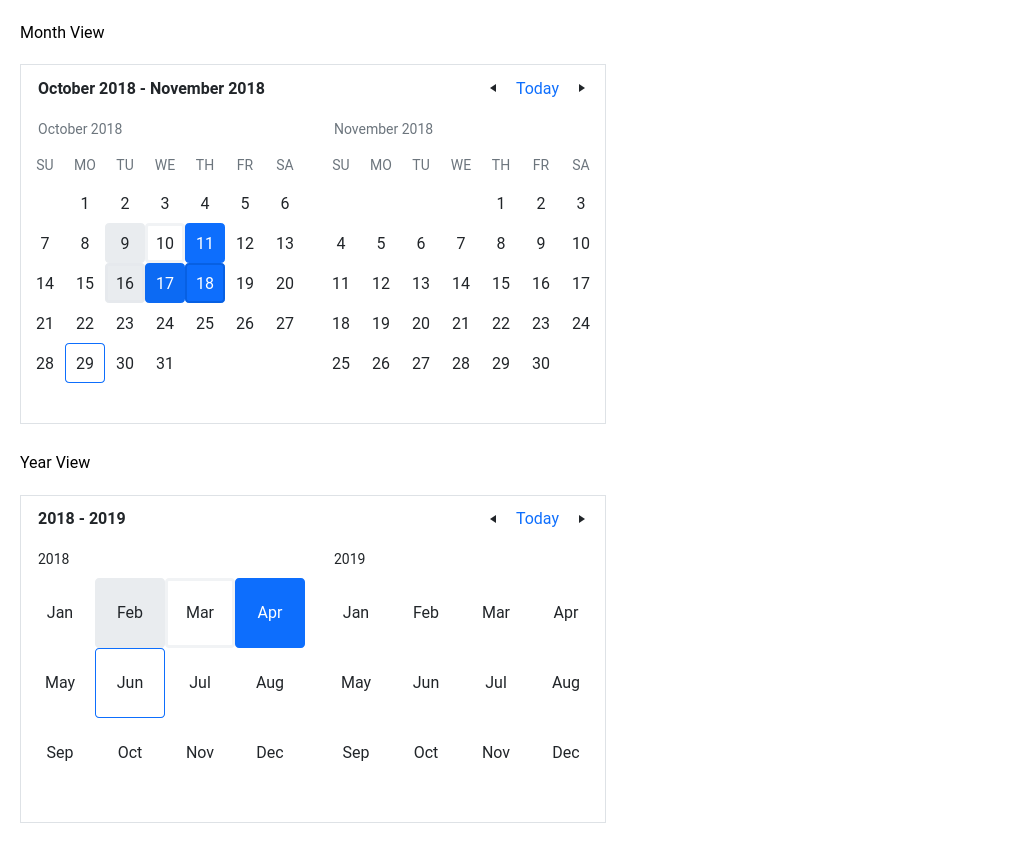 Month View
October 2018 - November 2018 Today
October 2018 November 2018
SU MO TU WE TH FR SA SU MO TU WE TH FR SA
1 2 3 4 5 6 1 2 3
7 8 9 10 11 12 13 4 5 6 7 8 9 10
14 15 16 17 18 19 20 11 12 13 14 15 16 17
21 22 23 24 25 26 27 18 19 20 21 22 23 24
28 29 30 31 25 26 27 28 29 30
Year View
2018 - 2019 Today
2018 2019
Jan Feb Mar Apr Jan Feb Mar Apr
May Jun Jul Aug May Jun Jul Aug
Sep Oct Nov Dec Sep Oct Nov Dec